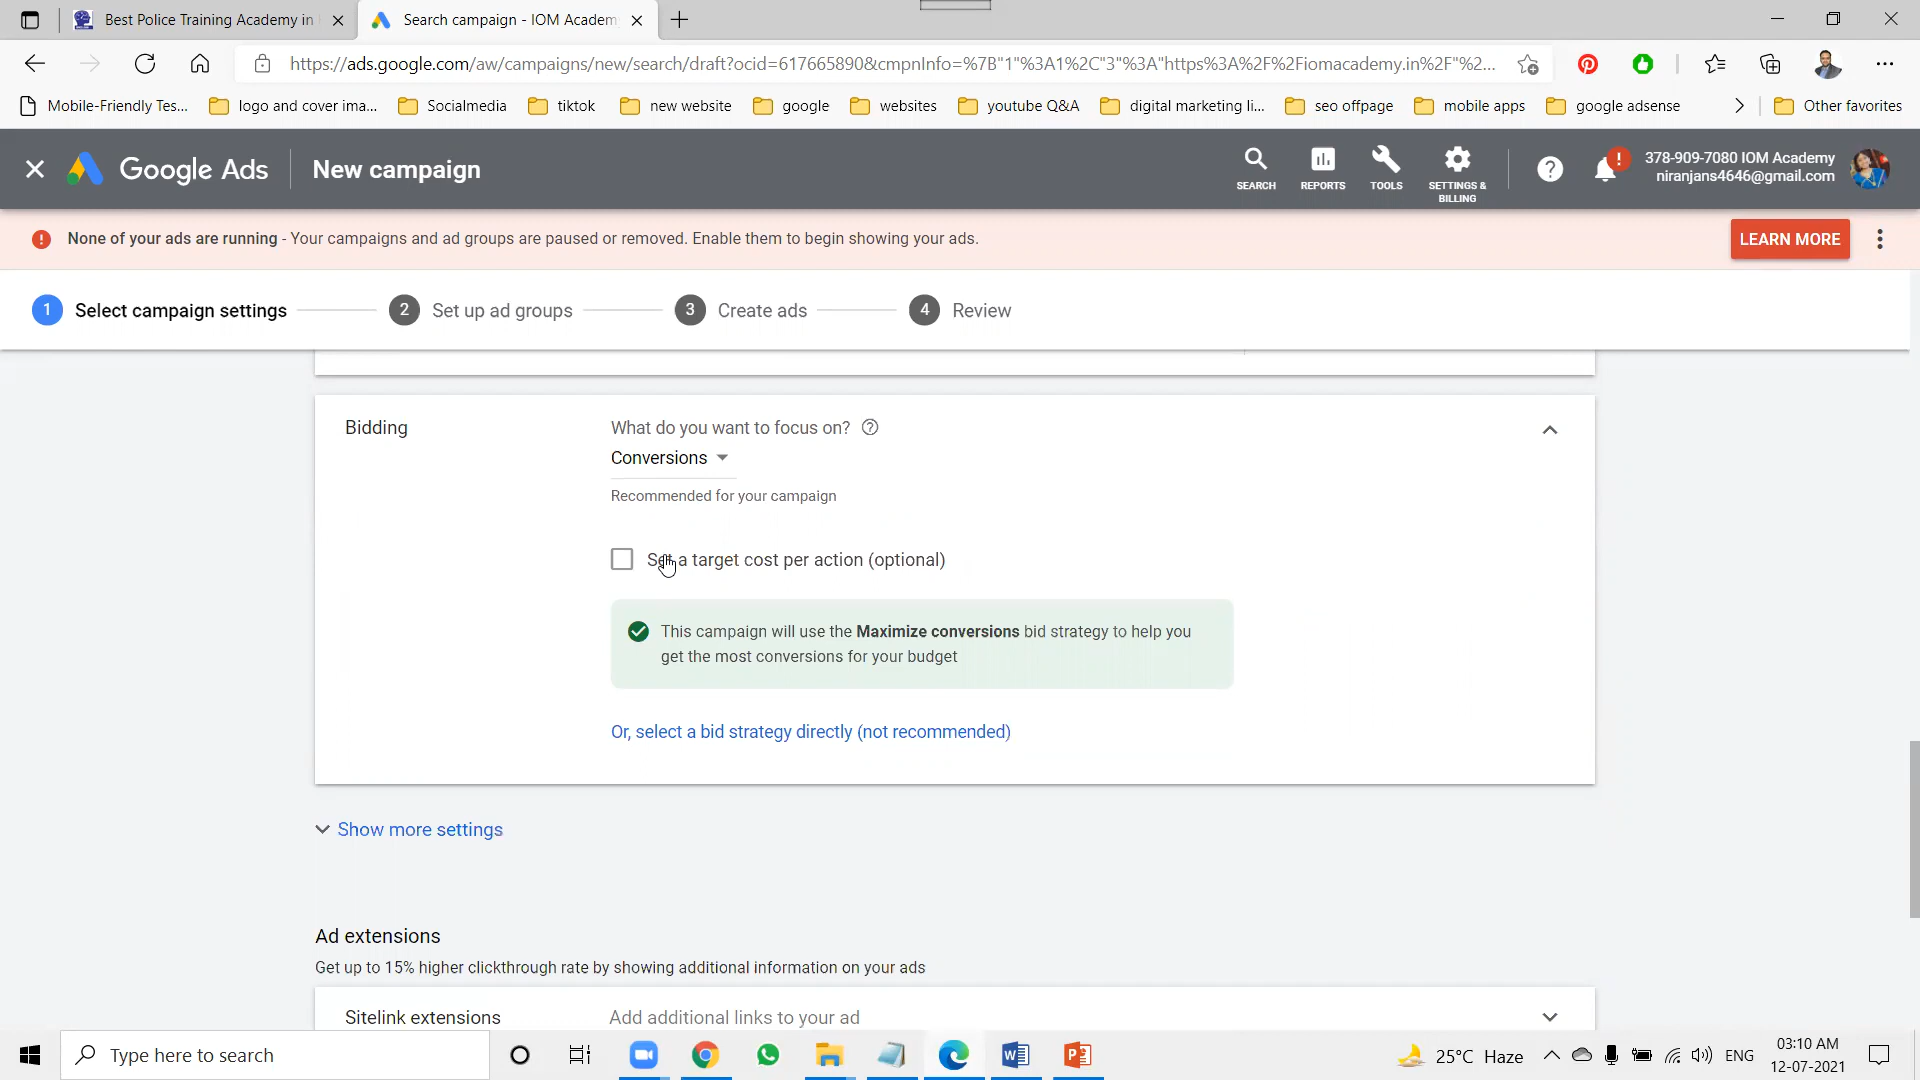 Best Police Training Academy in
Search campaign - IOM Academ
https://ads.google.com/aw/campaigns/new/search/draft?ocid=617665890&cmpnInfo=%7B"1"%3A1%2C"3"%3A"https%3A%2F%2Fiomacademy.in%2F"%2...
Mobile-Friendly Tes...
logo and cover ima...
Socialmedia
tiktok
new website
google
websites
youtube Q&A
digital marketing li...
seo offpage
mobile apps
google adsense
Other favorites
Google Ads
New campaign
SEARCH
REPORTS
TOOLS
SETTINGS &
BILLING
378-909-7080 IOM Academy
niranjans4646@gmail.com
None of your ads are running - Your campaigns and ad groups are paused or removed. Enable them to begin showing your ads.
LEARN MORE
1 Select campaign settings
2 Set up ad groups
3 Create ads
4 Review
Bidding
What do you want to focus on?
Conversions
Recommended for your campaign
Set a target cost per action (optional)
This campaign will use the Maximize conversions bid strategy to help you
get the most conversions for your budget
Or, select a bid strategy directly (not recommended)
Show more settings
Ad extensions
Get up to 15% higher clickthrough rate by showing additional information on your ads
Sitelink extensions
Add additional links to your ad
Type here to search
25°C Haze
ENG
03:10 AM
12-07-2021